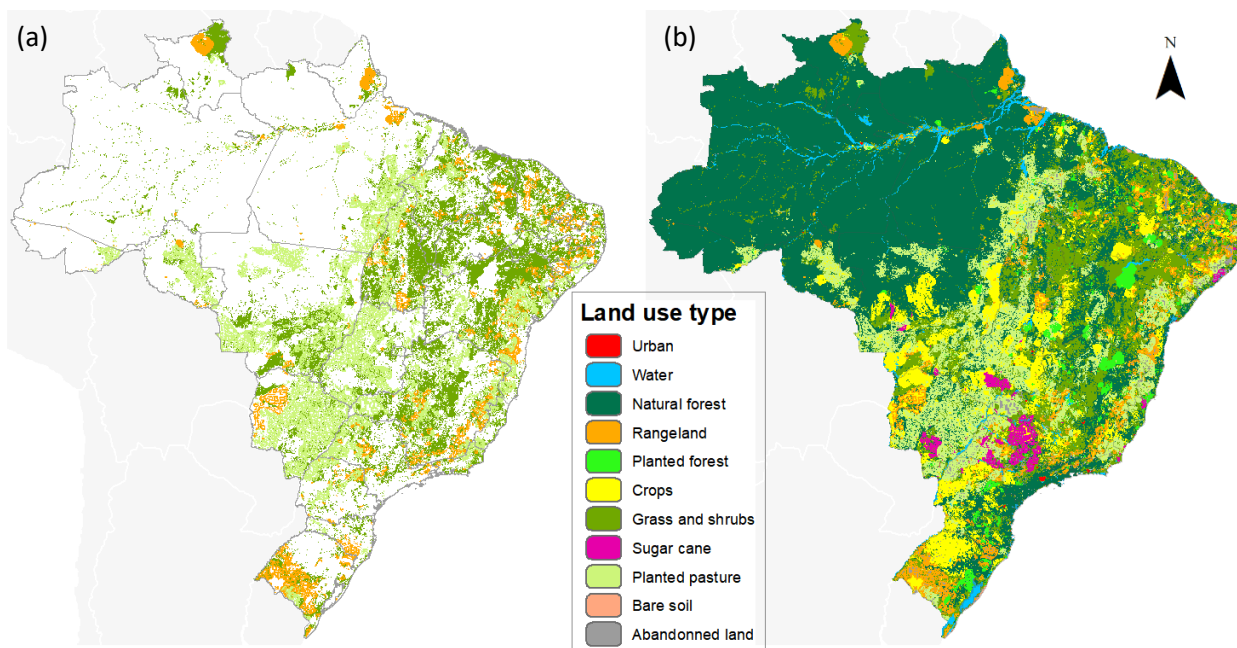 (a)
(b)
N
Land use type
Urban
Water
Natural forest
Rangeland
Planted forest
Crops
Grass and shrubs
Sugar cane
Planted pasture
Bare soil
Abandonned land